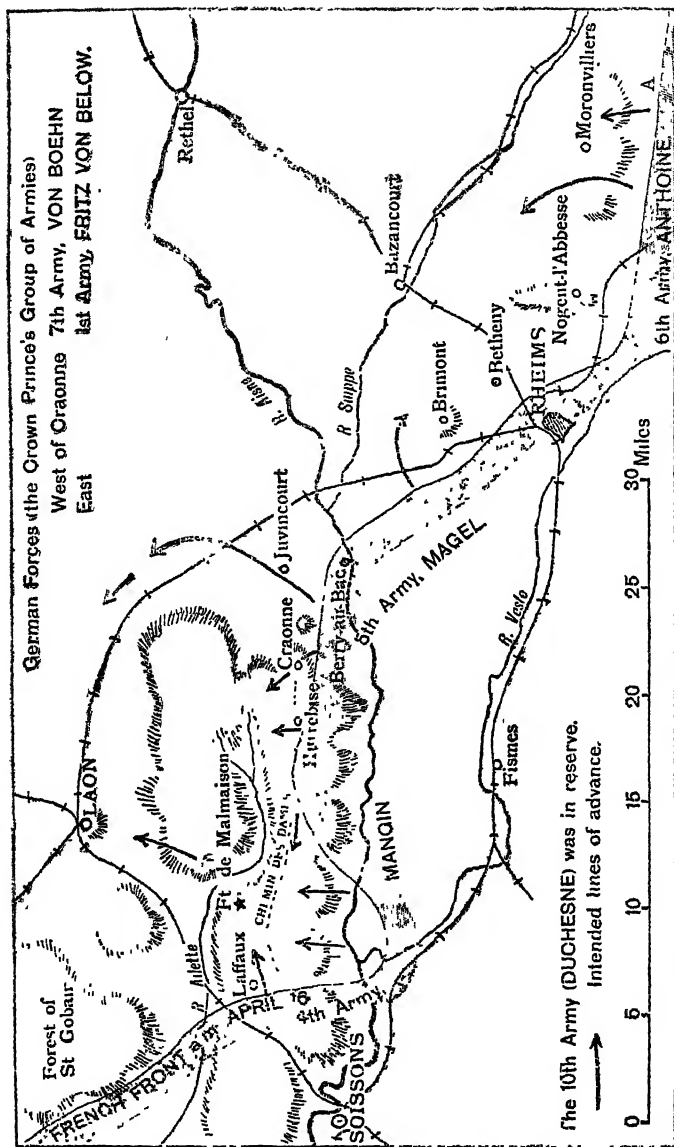 German Forces (the Crown Prince's Group of Armies)
West of Craonne 7th Army, VON BOEHN
East 1st Army, FRITZ VON BELOW.
Rethel
Forest of
St Gobain
LAON
R. Aisne
Bazancourt
R Suippe
Moronvilliers
FRENCH FRONT a.m. APRIL 16
R Ailette
Ft de Malmaison
Juvincourt
Craonne
Brimont
Betheny
Nogent-l'Abbesse
Laffaux
CHEMIN DES DAMES
Hurtebise
Berry-au-Bac
RHEIMS
6th Army, ANTHOINE
A
6th Army,
MANGIN
5th Army, MAGEL
SOISSONS
Fismes
R. Vesle
The 10th Army (DUCHESNE) was in reserve.
Intended lines of advance.
0 5 10 15 20 25 30 Miles